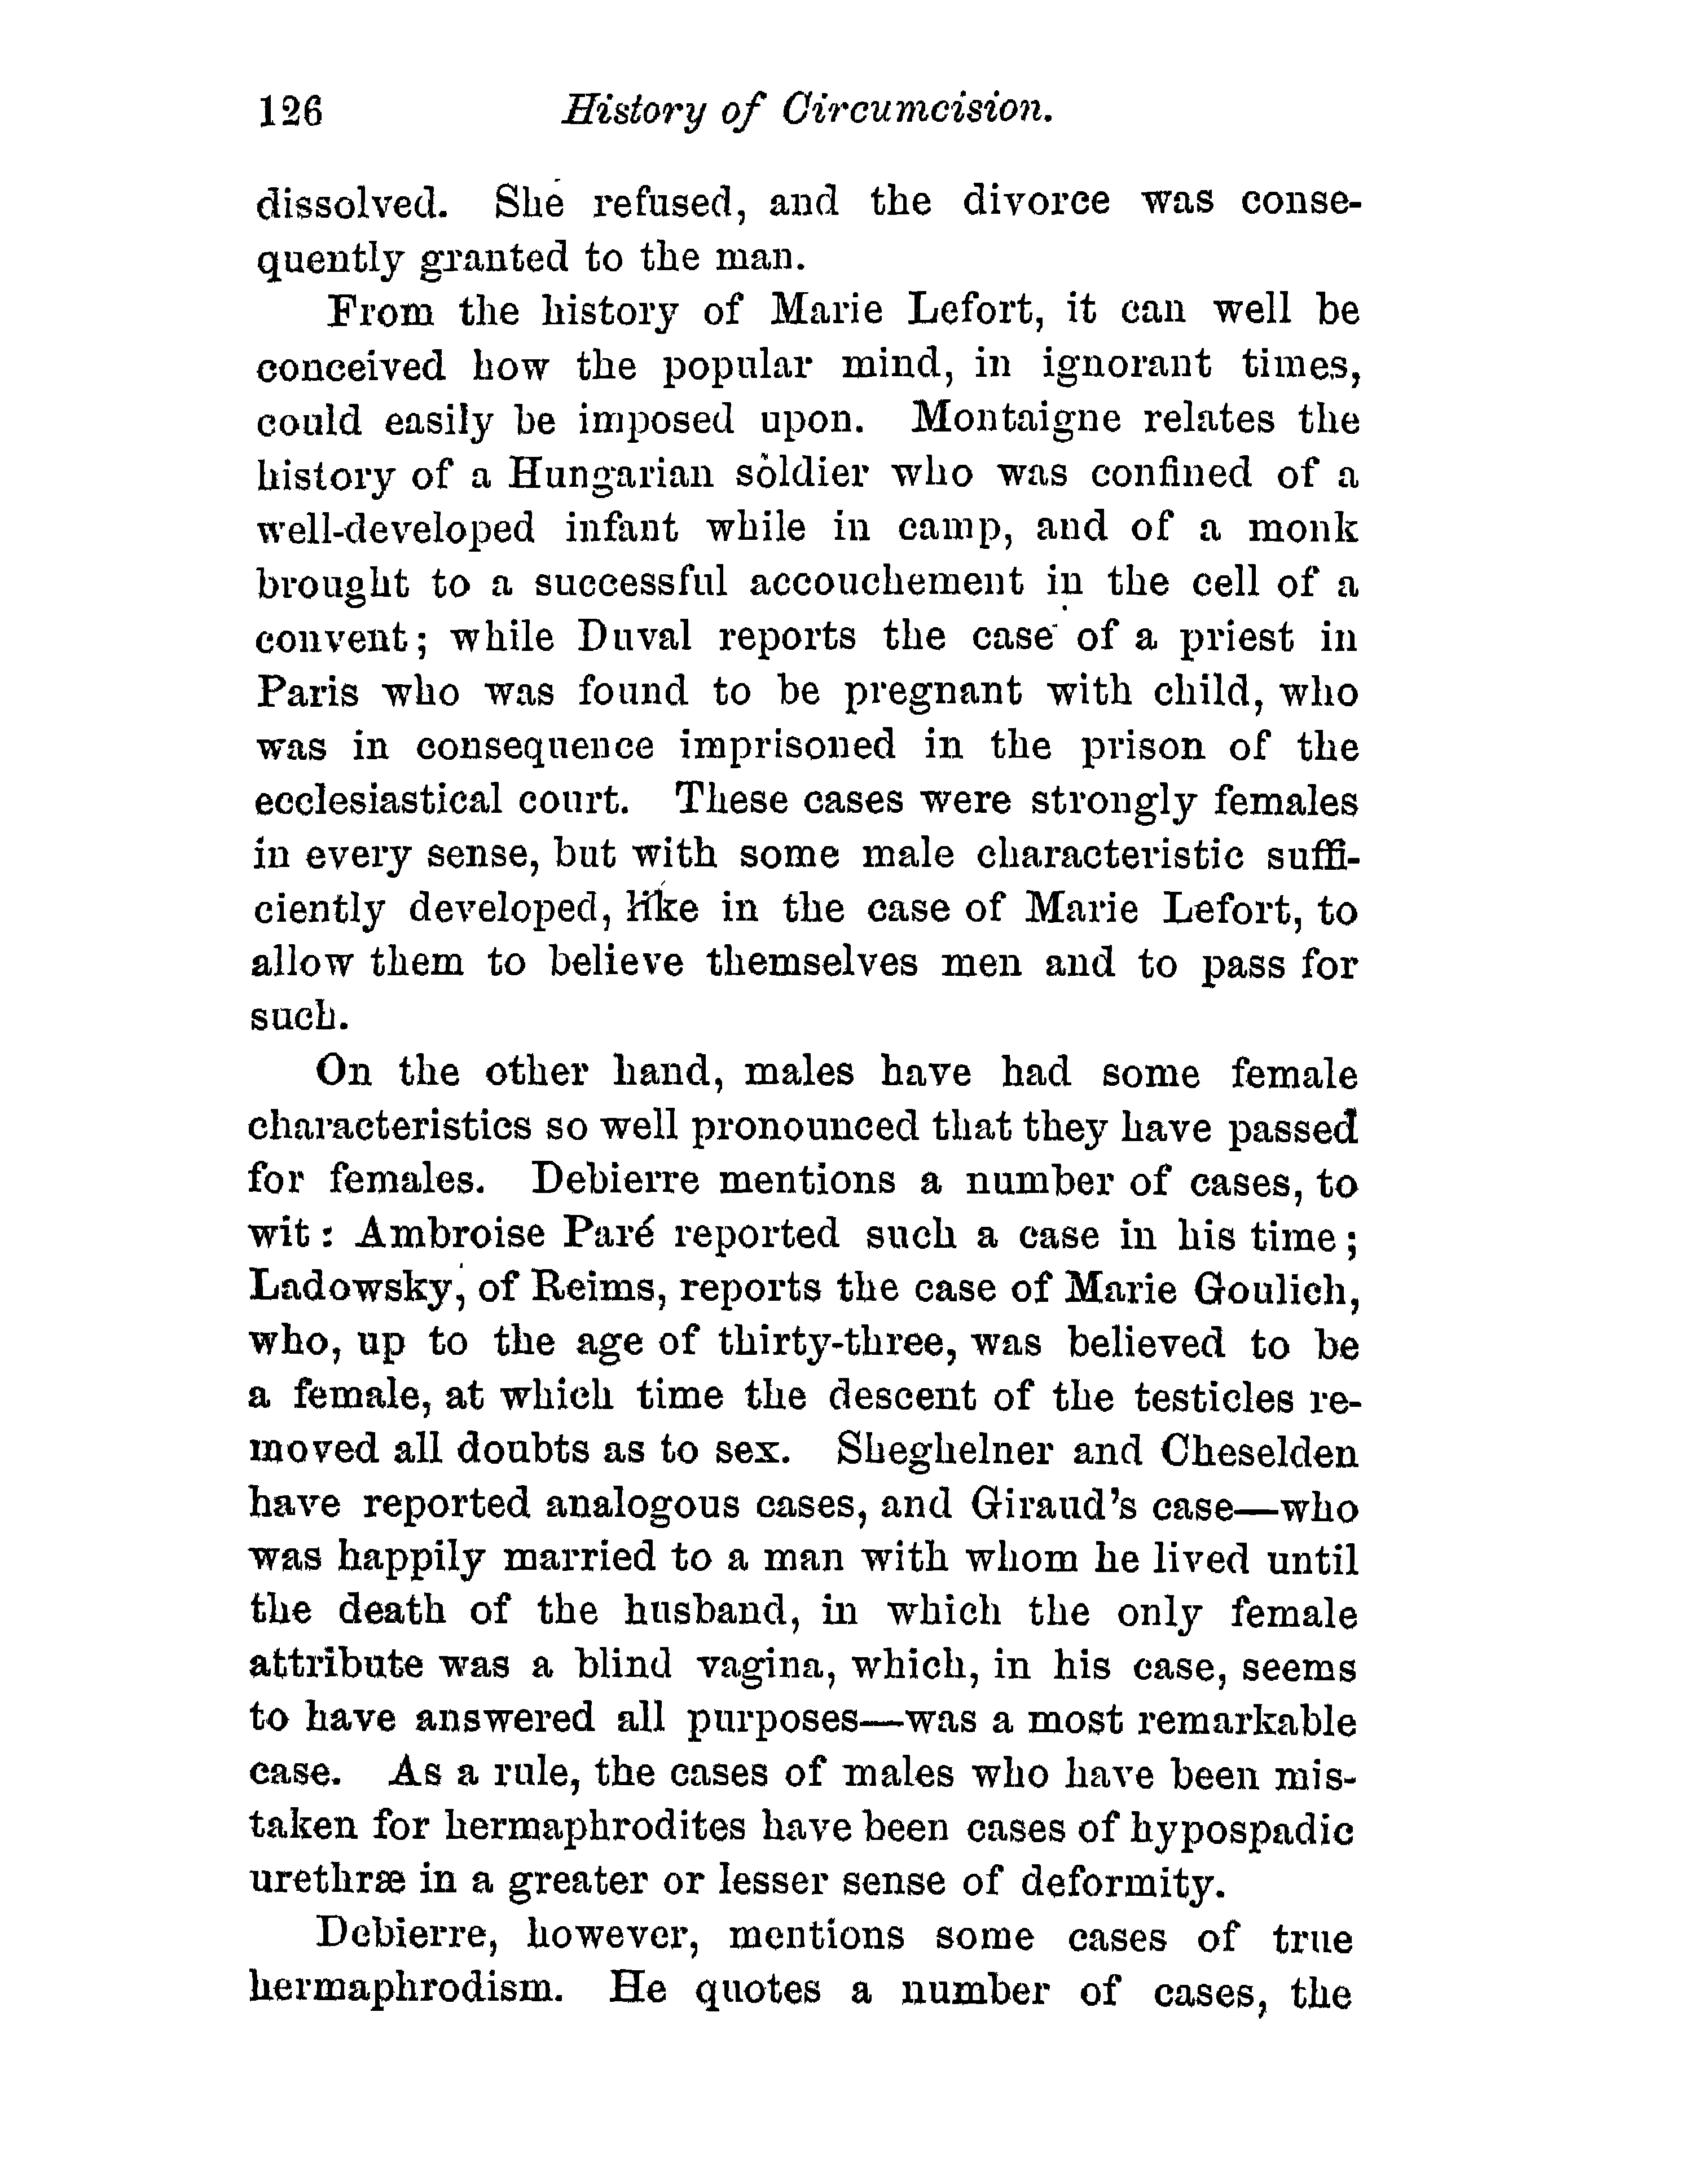 126 History of Circumcision.
dissolved. She refused, and the divorce was conse-
quently granted to the man.
From the history of Marie Lefort, it can well be
conceived how the popular mind, in ignorant times,
could easily be imposed upon. Montaigne relates the
history of a Hungarian soldier who was confined of a
well-developed infant while in camp, and of a monk
brought to a successful accouchement in the cell of a
convent; while Duval reports the case of a priest in
Paris who was found to be pregnant with child, who
was in consequence imprisoned in the prison of the
ecclesiastical court. These cases were strongly females
in every sense, but with some male characteristic suffi-
ciently developed, like in the case of Marie Lefort, to
allow them to believe themselves men and to pass for
such.
On the other hand, males have had some female
characteristics so well pronounced that they have passed
for females. Debierre mentions a number of cases, to
wit: Ambroise Paré reported such a case in his time;
Ladowsky, of Reims, reports the case of Marie Goulich,
who, up to the age of thirty-three, was believed to be
a female, at which time the descent of the testicles re-
moved all doubts as to sex. Sheghelner and Cheselden
have reported analogous cases, and Giraud's case—who
was happily married to a man with whom he lived until
the death of the husband, in which the only female
attribute was a blind vagina, which, in his case, seems
to have answered all purposes—was a most remarkable
case. As a rule, the cases of males who have been mis-
taken for hermaphrodites have been cases of hypospadic
urethræ in a greater or lesser sense of deformity.
Debierre, however, mentions some cases of true
hermaphrodism. He quotes a number of cases, the